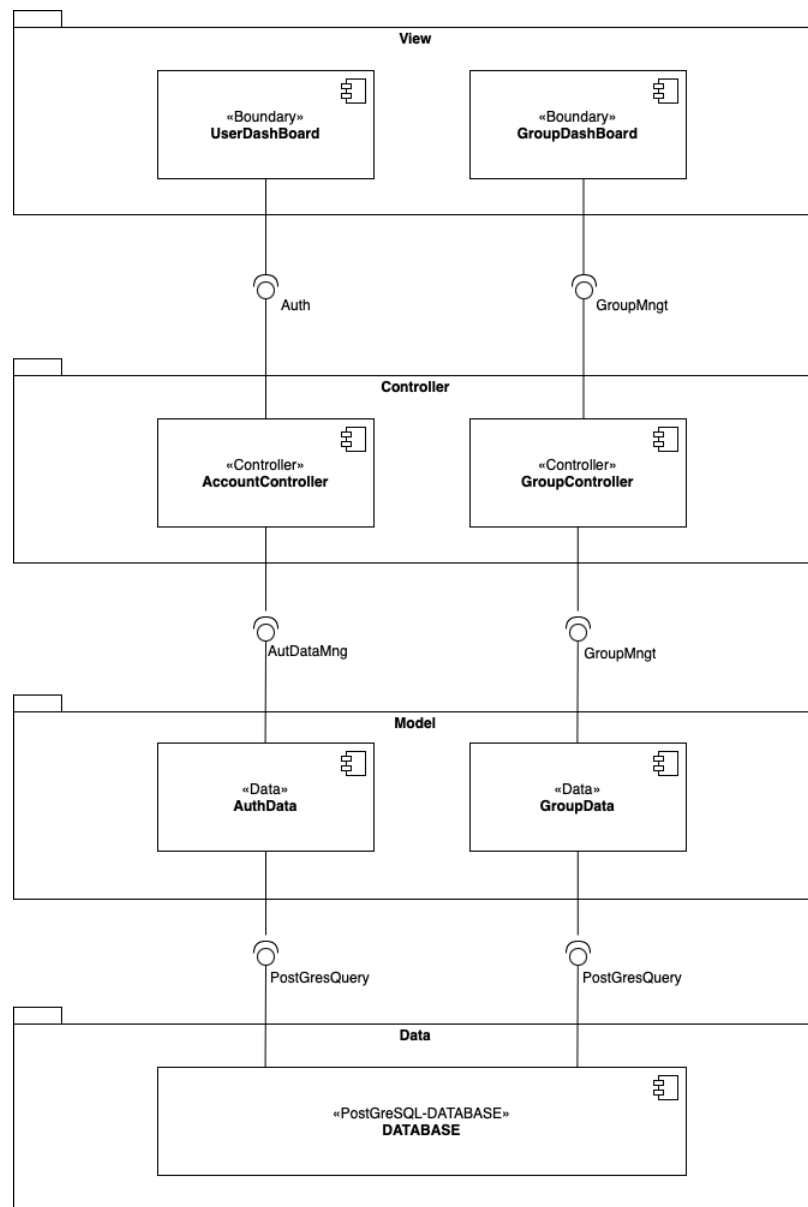 View
«Boundary»
UserDashBoard
«Boundary»
GroupDashBoard
Auth
GroupMngt
Controller
«Controller»
AccountController
«Controller»
GroupController
AutDataMng
GroupMngt
Model
«Data»
AuthData
«Data»
GroupData
PostGresQuery
PostGresQuery
Data
«PostGreSQL-DATABASE»
DATABASE